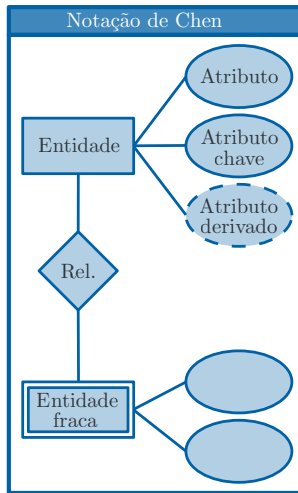 Notação de Chen
Atributo
Entidade
Atributo
chave
Atributo
derivado
Rel.
Entidade
fraca